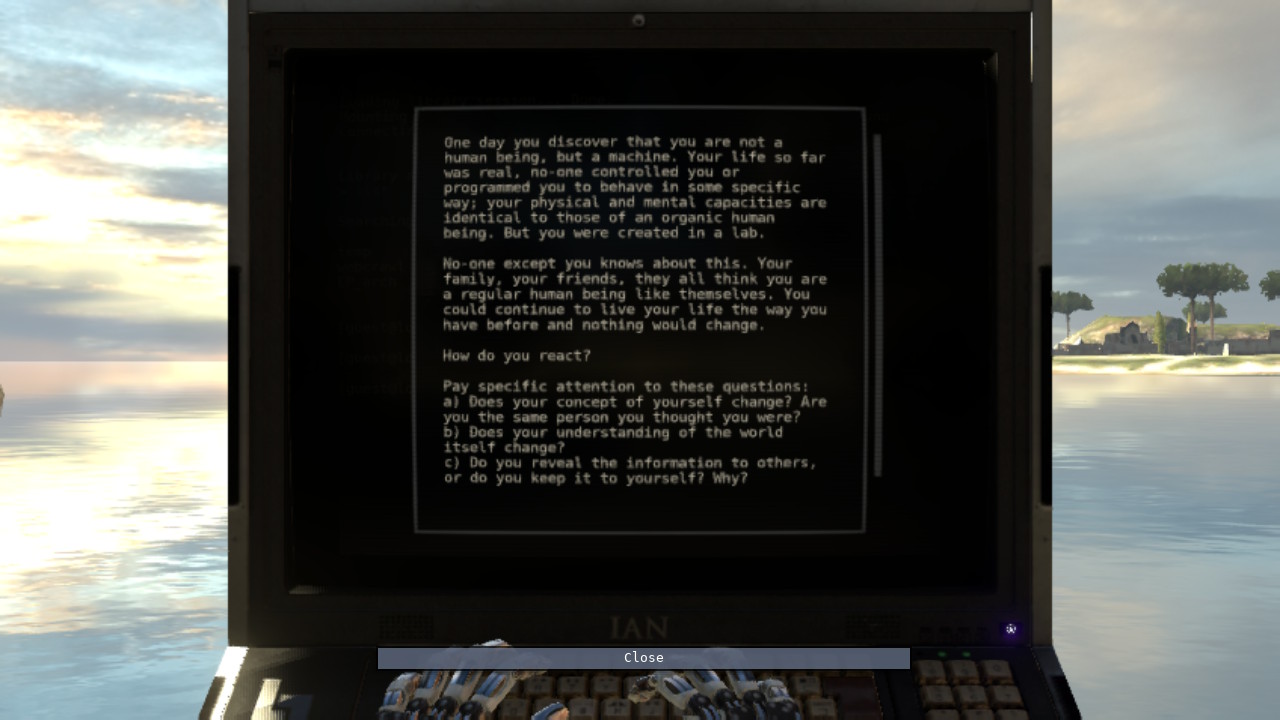 One day you discover that you are not a
human being, but a machine. Your life so far
was real, no-one controlled you or
programmed you to behave in some specific
way; your physical and mental capacities are
identical to those of an organic human
being. But you were created in a lab.
No-one except you knows about this. Your
family, your friends, they all think you are
a regular human being like themselves. You
could continue to live your life the way you
have before and nothing would change.
How do you react?
Pay specific attention to these questions:
a) Does your concept of yourself change? Are
you the same person you thought you were?
b) Does your understanding of the world
itself change?
c) Do you reveal the information to others,
or do you keep it to yourself? Why?
IAN
Close